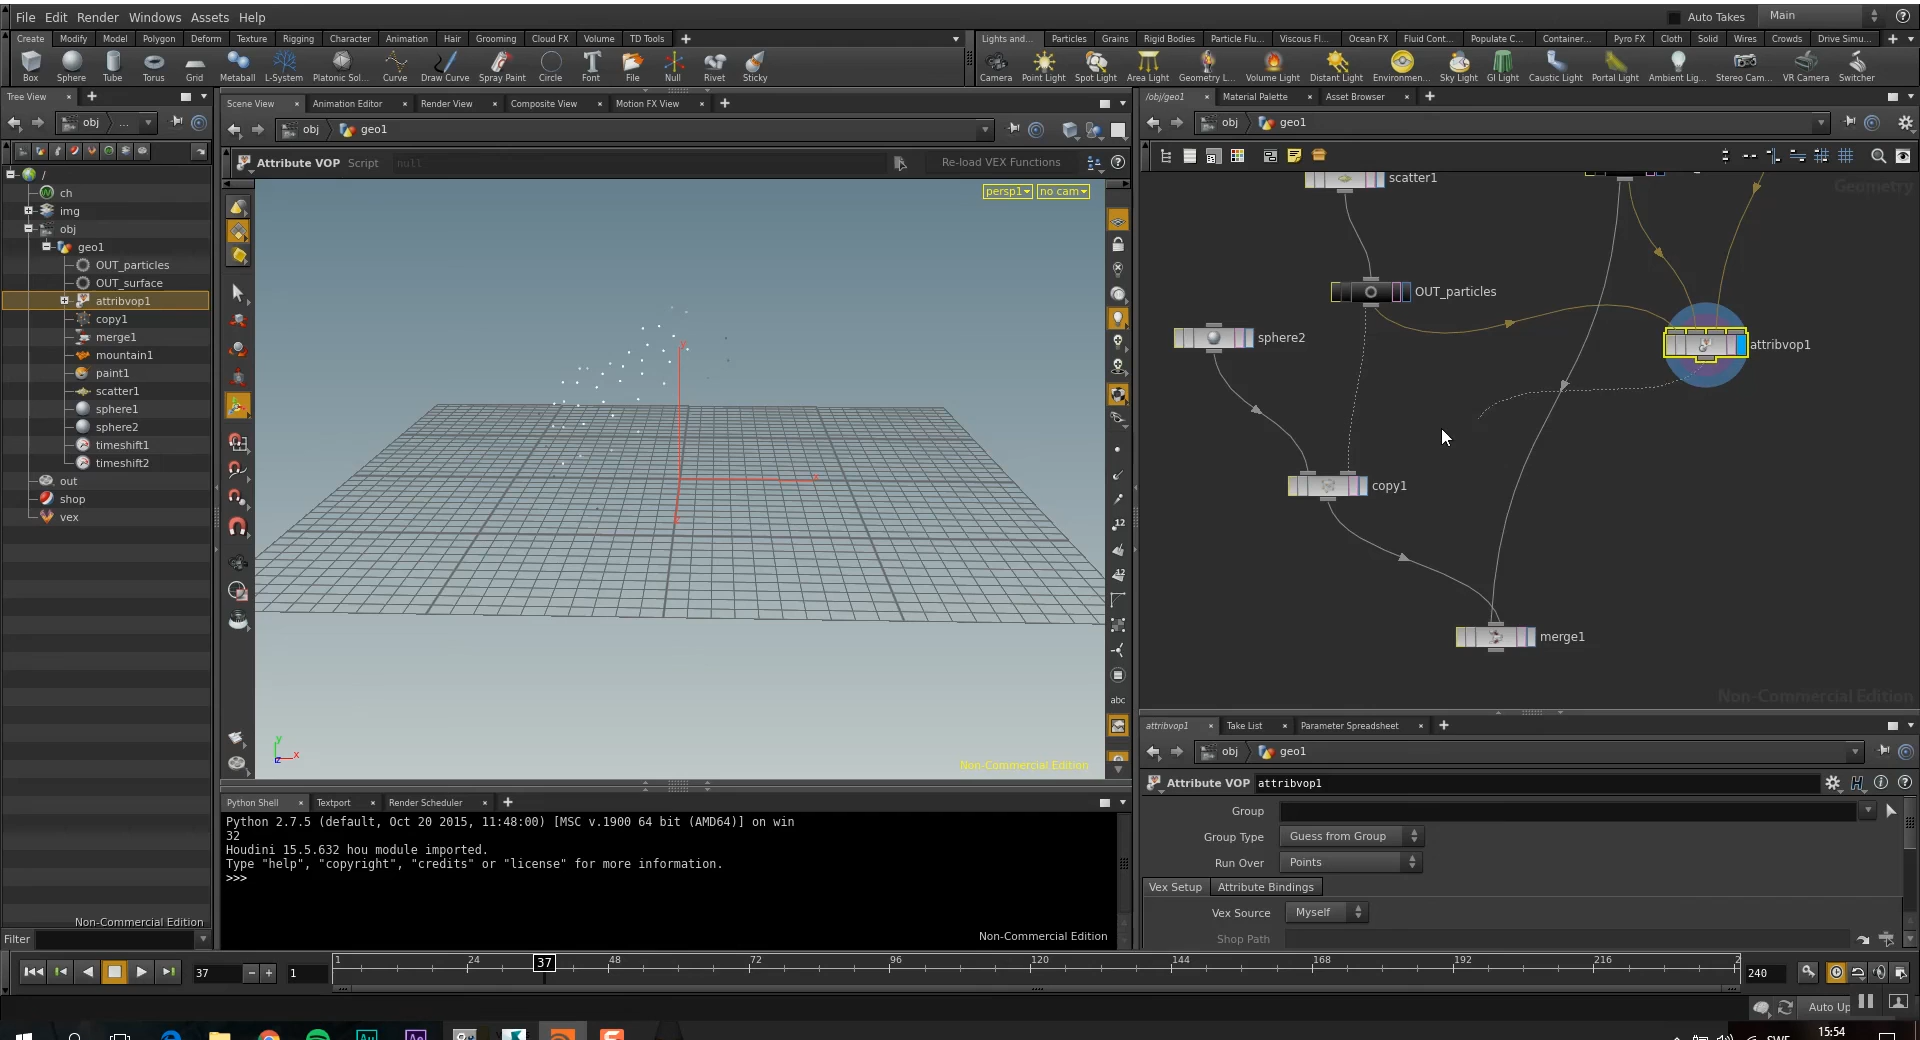 File Edit Render Windows Assets Help
Auto Takes Main
Create Modify Model Polygon Deform Texture Rigging Character Animation Hair Grooming Cloud FX Volume TD Tools
Lights and... Particles Grains Rigid Bodies Particle Flu... Viscous Fl... Ocean FX Fluid Cont... Populate C... Container... Pyro FX Cloth Solid Wires Crowds Drive Simu...
Box Sphere Tube Torus Grid Metaball L-System Platonic Sol... Curve Draw Curve Spray Paint Circle Font File Null Rivet Sticky
Camera Point Light Spot Light Area Light Geometry L... Volume Light Distant Light Environmen... Sky Light GI Light Caustic Light Portal Light Ambient Lig... Stereo Cam... VR Camera Switcher
Tree View
Scene View Animation Editor Render View Composite View Motion FX View
/obj/geo1 Material Palette Asset Browser
obj ...
obj geo1
obj geo1
Attribute VOP Script null Re-load VEX Functions
/
ch
img
obj
geo1
OUT_particles
OUT_surface
attribvop1
copy1
merge1
mountain1
paint1
scatter1
sphere1
sphere2
timeshift1
timeshift2
out
shop
vex
Non-Commercial Edition
Filter
persp1 no cam
y
x
Non-Commercial Edition
12
12
abc
scatter1
Geometry
OUT_particles
sphere2
attribvop1
copy1
merge1
Non-Commercial Edition
Python Shell Textport Render Scheduler
Python 2.7.5 (default, Oct 20 2015, 11:48:00) [MSC v.1900 64 bit (AMD64)] on win
32
Houdini 15.5.632 hou module imported.
Type "help", "copyright", "credits" or "license" for more information.
>>>
Non-Commercial Edition
attribvop1 Take List Parameter Spreadsheet
obj geo1
Attribute VOP attribvop1
Group
Group Type Guess from Group
Run Over Points
Vex Setup Attribute Bindings
Vex Source Myself
Shop Path
37 1 1 24 37 48 72 96 120 144 168 192 216 2 240
Auto Up
15:54
SWE